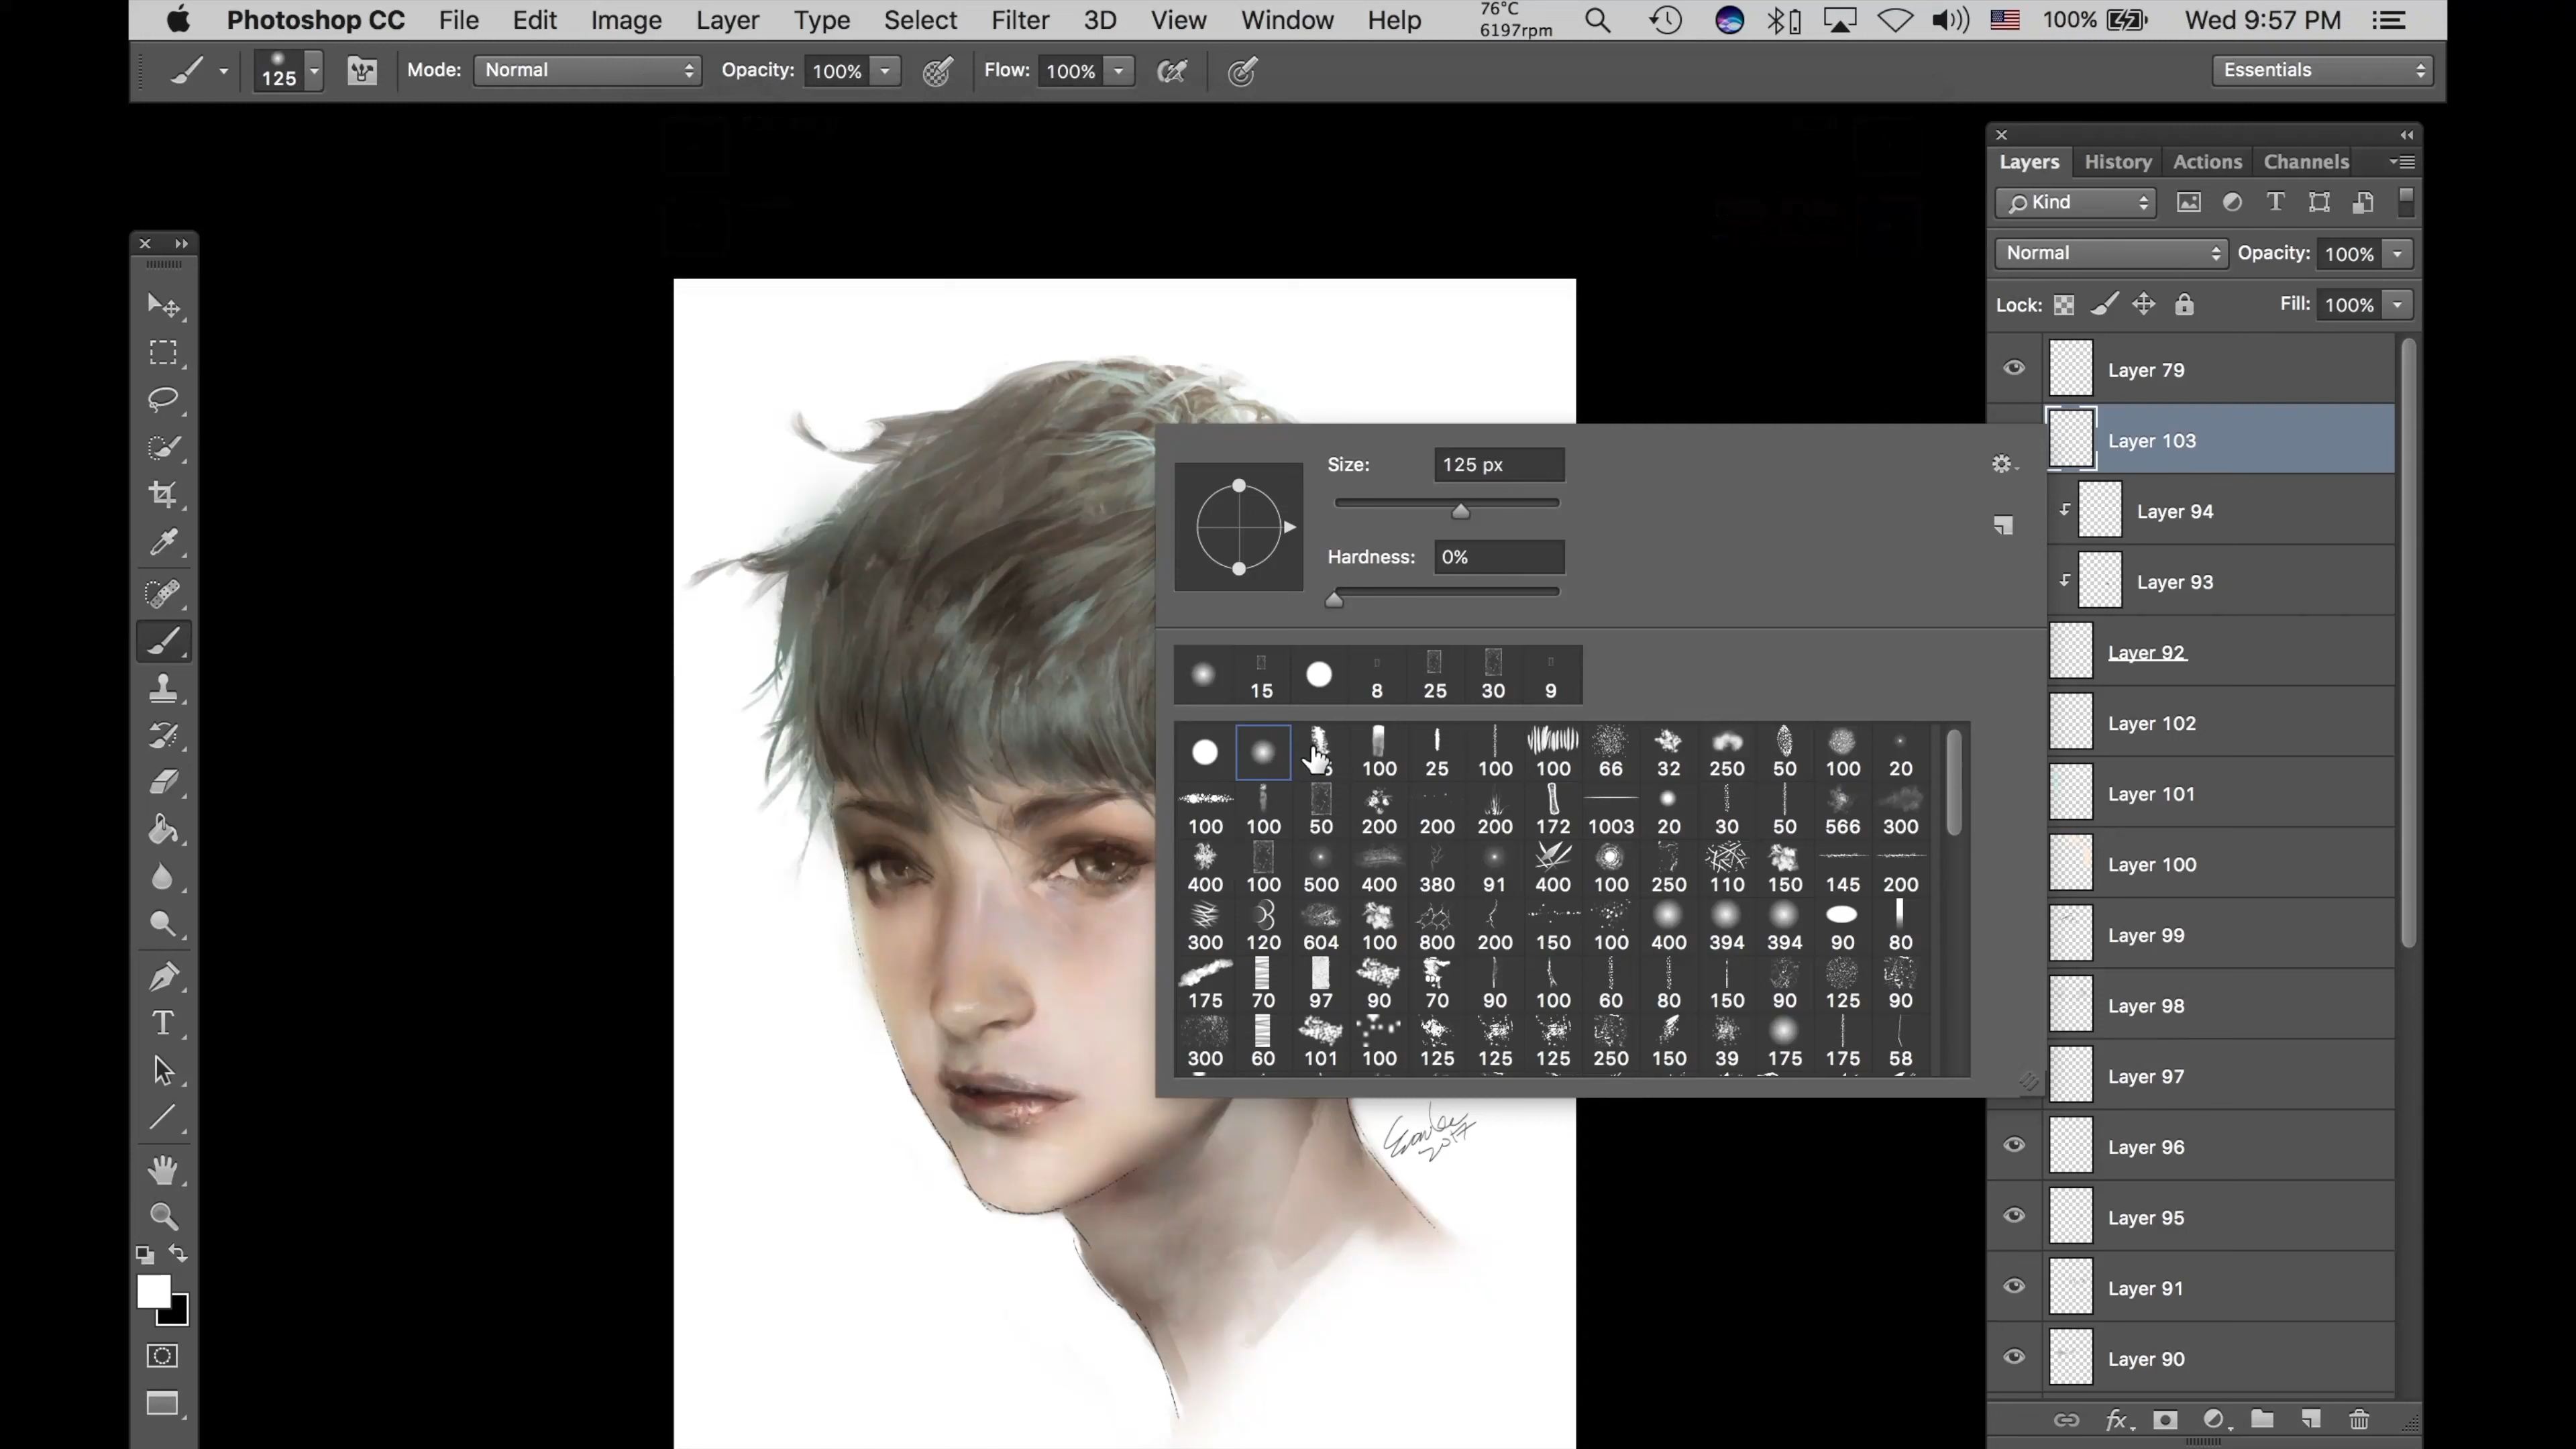 Photoshop CC File Edit Image Layer Type Select Filter 3D View Window Help 76°C 6197rpm 100% Wed 9:57 PM
125 Mode: Normal Opacity: 100% Flow: 100% Essentials
Layers History Actions Channels
Kind
Normal Opacity: 100%
Lock: Fill: 100%
Layer 79
Layer 103
Layer 94
Layer 93
Layer 92
Layer 102
Layer 101
Layer 100
Layer 99
Layer 98
Layer 97
Layer 96
Layer 95
Layer 91
Layer 90
Size: 125 px
Hardness: 0%
15 8 25 30 9
100 25 100 100 66 32 250 50 100 20
100 100 50 200 200 200 172 1003 20 30 50 566 300
400 100 500 400 380 91 400 100 250 110 150 145 200
300 120 604 100 800 200 150 100 400 394 394 90 80
175 70 97 90 70 90 100 60 80 150 90 125 90
300 60 101 100 125 125 125 250 150 39 175 175 58
2017